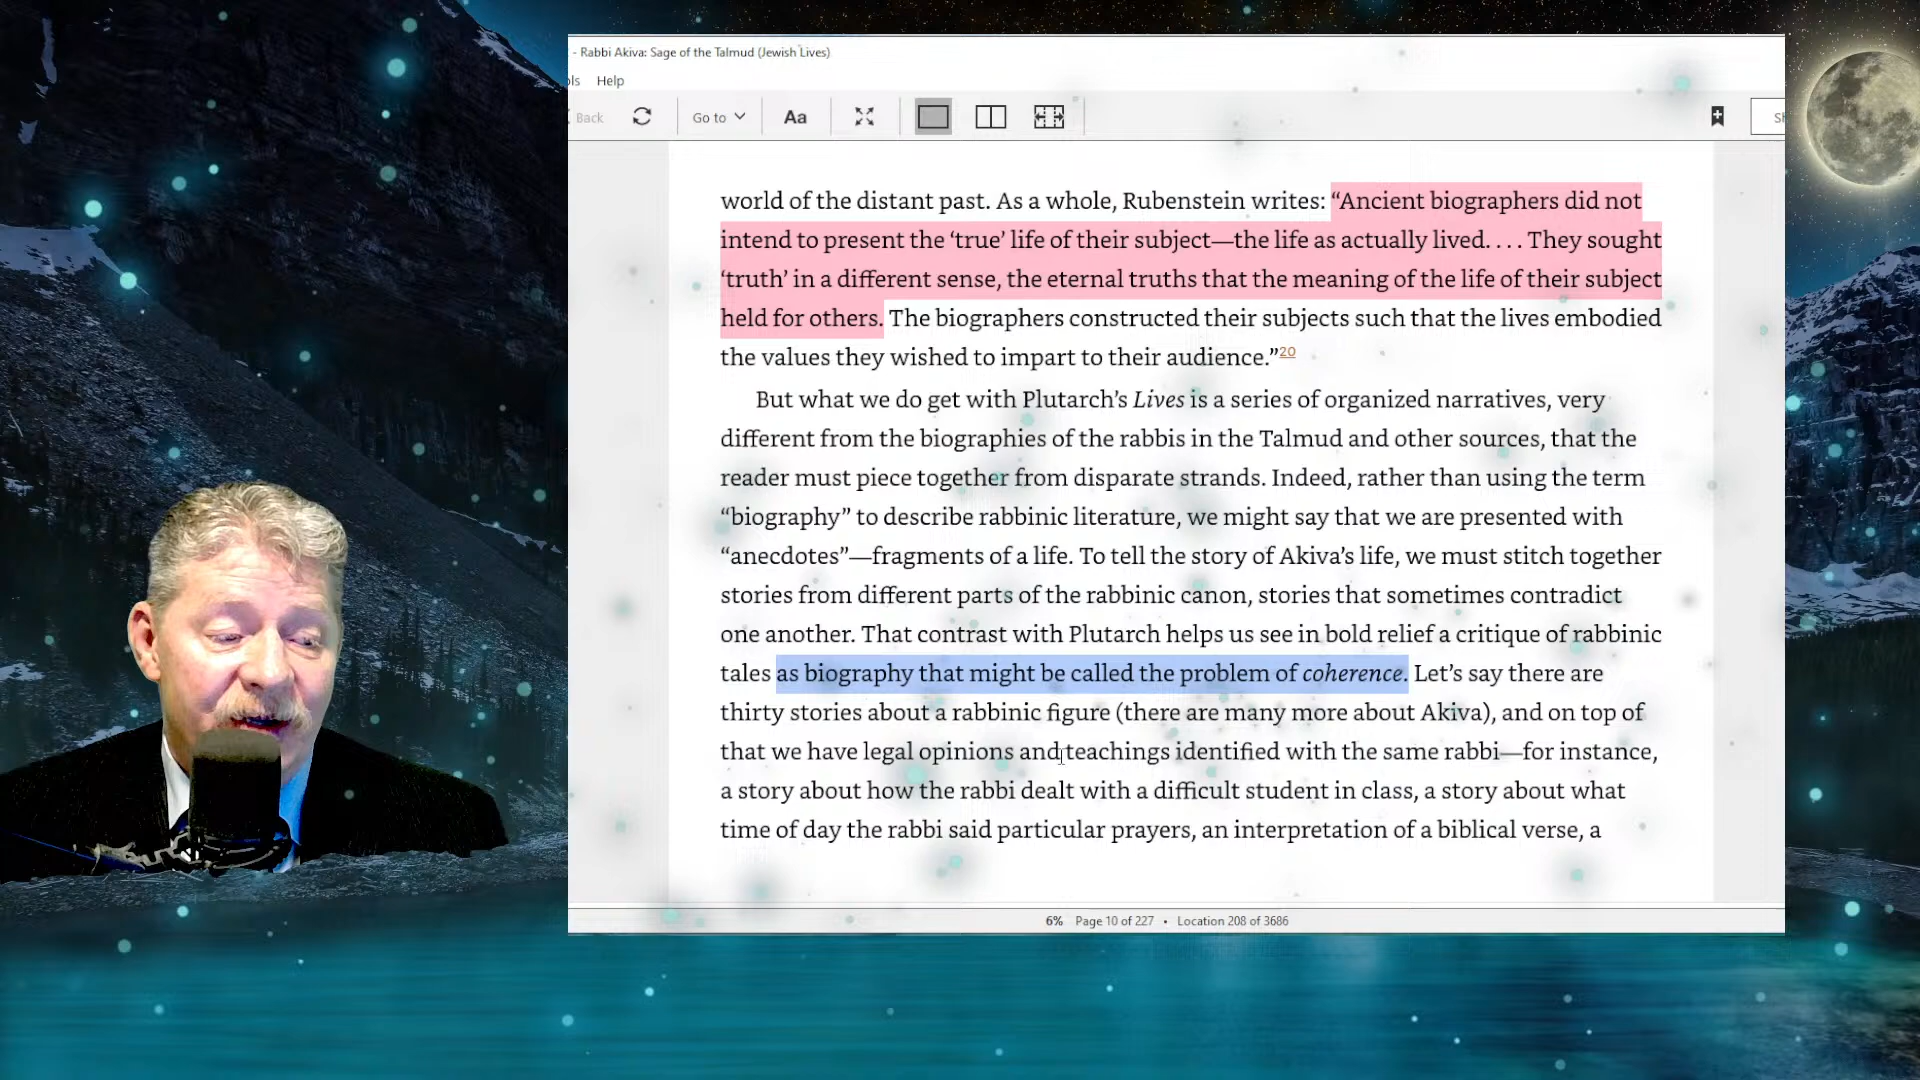 - Rabbi Akiva: Sage of the Talmud (Jewish Lives)
ls Help
Back Go to Aa
world of the distant past. As a whole, Rubenstein writes: “Ancient biographers did not
intend to present the ‘true’ life of their subject—the life as actually lived. . . . They sought
‘truth’ in a different sense, the eternal truths that the meaning of the life of their subject
held for others. The biographers constructed their subjects such that the lives embodied
the values they wished to impart to their audience.”20
But what we do get with Plutarch’s Lives is a series of organized narratives, very
different from the biographies of the rabbis in the Talmud and other sources, that the
reader must piece together from disparate strands. Indeed, rather than using the term
“biography” to describe rabbinic literature, we might say that we are presented with
“anecdotes”—fragments of a life. To tell the story of Akiva’s life, we must stitch together
stories from different parts of the rabbinic canon, stories that sometimes contradict
one another. That contrast with Plutarch helps us see in bold relief a critique of rabbinic
tales as biography that might be called the problem of coherence. Let’s say there are
thirty stories about a rabbinic figure (there are many more about Akiva), and on top of
that we have legal opinions and teachings identified with the same rabbi—for instance,
a story about how the rabbi dealt with a difficult student in class, a story about what
time of day the rabbi said particular prayers, an interpretation of a biblical verse, a
6% Page 10 of 227 • Location 208 of 3686